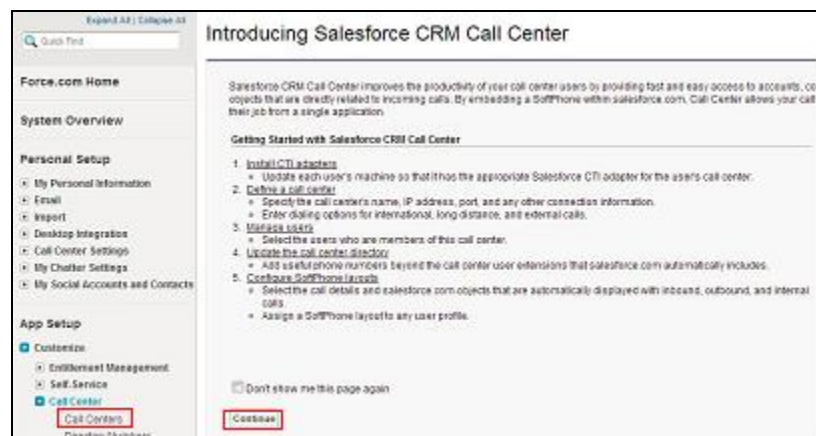 Expand All | Collapse All
Quick Find
Force.com Home
System Overview
Personal Setup
My Personal Information
Email
Import
Desktop Integration
Call Center Settings
My Chatter Settings
My Social Accounts and Contacts
App Setup
Customize
Entitlement Management
Self-Service
Call Center
Call Centers
Directory Numbers
Introducing Salesforce CRM Call Center
Salesforce CRM Call Center improves the productivity of your call center users by providing fast and easy access to accounts, co
objects that are directly related to incoming calls. By embedding a SoftPhone within salesforce.com, Call Center allows your call
their job from a single application.
Getting Started with Salesforce CRM Call Center
1. Install CTI adapters
Update each user's machine so that it has the appropriate Salesforce CTI adapter for the user's call center.
2. Define a call center
Specify the call center's name, IP address, port, and any other connection information.
Enter dialing options for international, long distance, and external calls.
3. Manage users
Select the users who are members of this call center.
4. Update the call center directory
Add useful phone numbers beyond the call center user extensions that salesforce.com automatically includes.
5. Configure SoftPhone layouts
Select the call details and salesforce.com objects that are automatically displayed with inbound, outbound, and internal
calls.
Assign a SoftPhone layout to any user profile.
Don't show me this page again
Continue